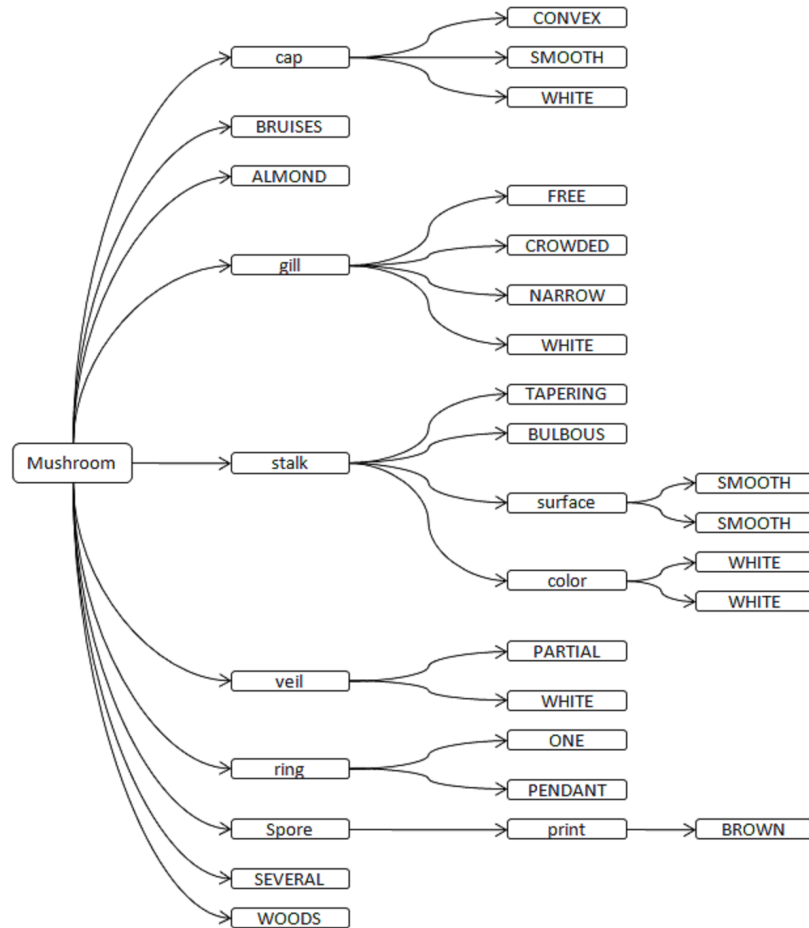 CONVEX
cap
SMOOTH
WHITE
BRUISES
ALMOND
FREE
CROWDED
gill
NARROW
WHITE
TAPERING
BULBOUS
Mushroom
stalk
SMOOTH
surface
SMOOTH
WHITE
color
WHITE
PARTIAL
veil
WHITE
ONE
ring
PENDANT
Spore
print
BROWN
SEVERAL
WOODS